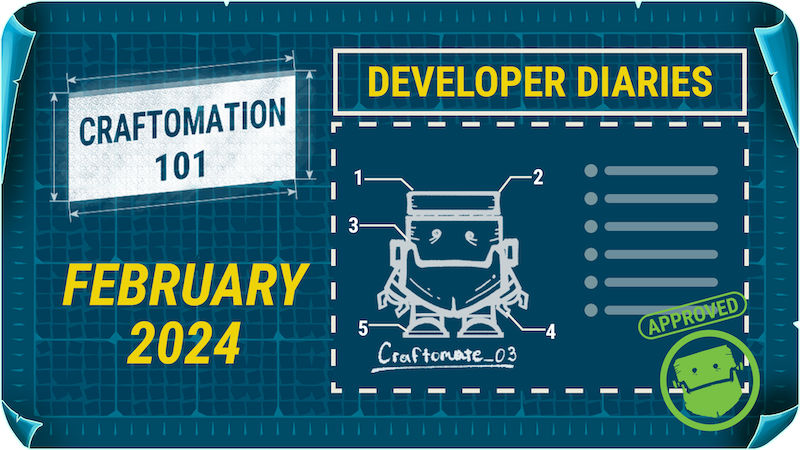 CRAFTOMATION
101
FEBRUARY
2024
DEVELOPER DIARIES
1
2
3
5
4
Craftomate_03
APPROVED